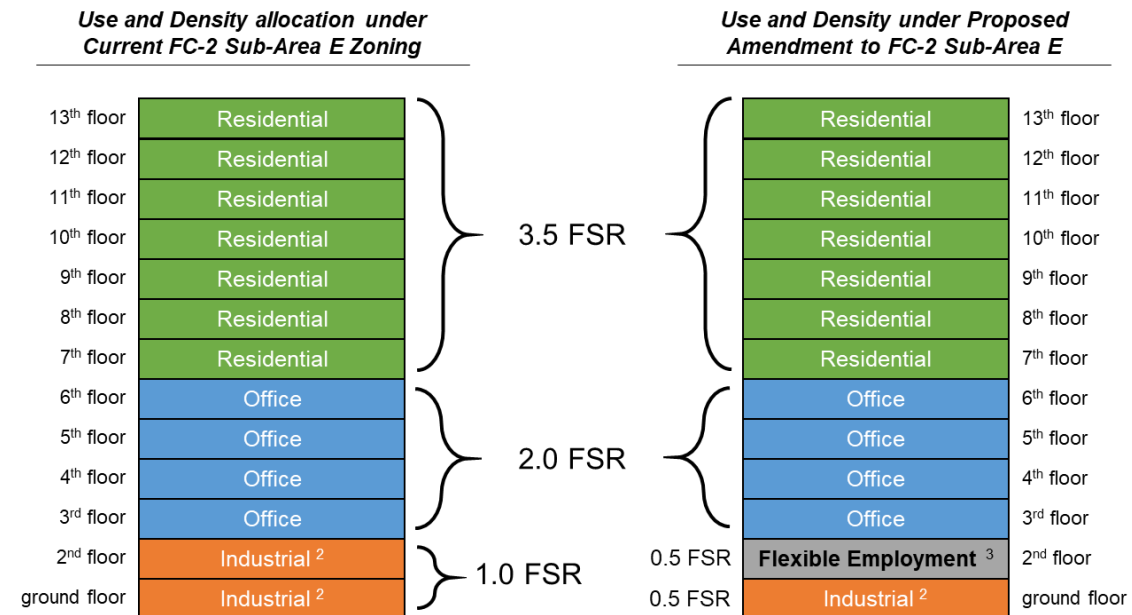 Use and Density allocation under
Current FC-2 Sub-Area E Zoning
Use and Density under Proposed
Amendment to FC-2 Sub-Area E
13th floor Residential Residential 13th floor
12th floor Residential Residential 12th floor
11th floor Residential Residential 11th floor
10th floor Residential 3.5 FSR Residential 10th floor
9th floor Residential Residential 9th floor
8th floor Residential Residential 8th floor
7th floor Residential Residential 7th floor
6th floor Office Office 6th floor
5th floor Office 2.0 FSR Office 5th floor
4th floor Office Office 4th floor
3rd floor Office Office 3rd floor
2nd floor Industrial 2 1.0 FSR 0.5 FSR Flexible Employment 3 2nd floor
ground floor Industrial 2 0.5 FSR Industrial 2 ground floor